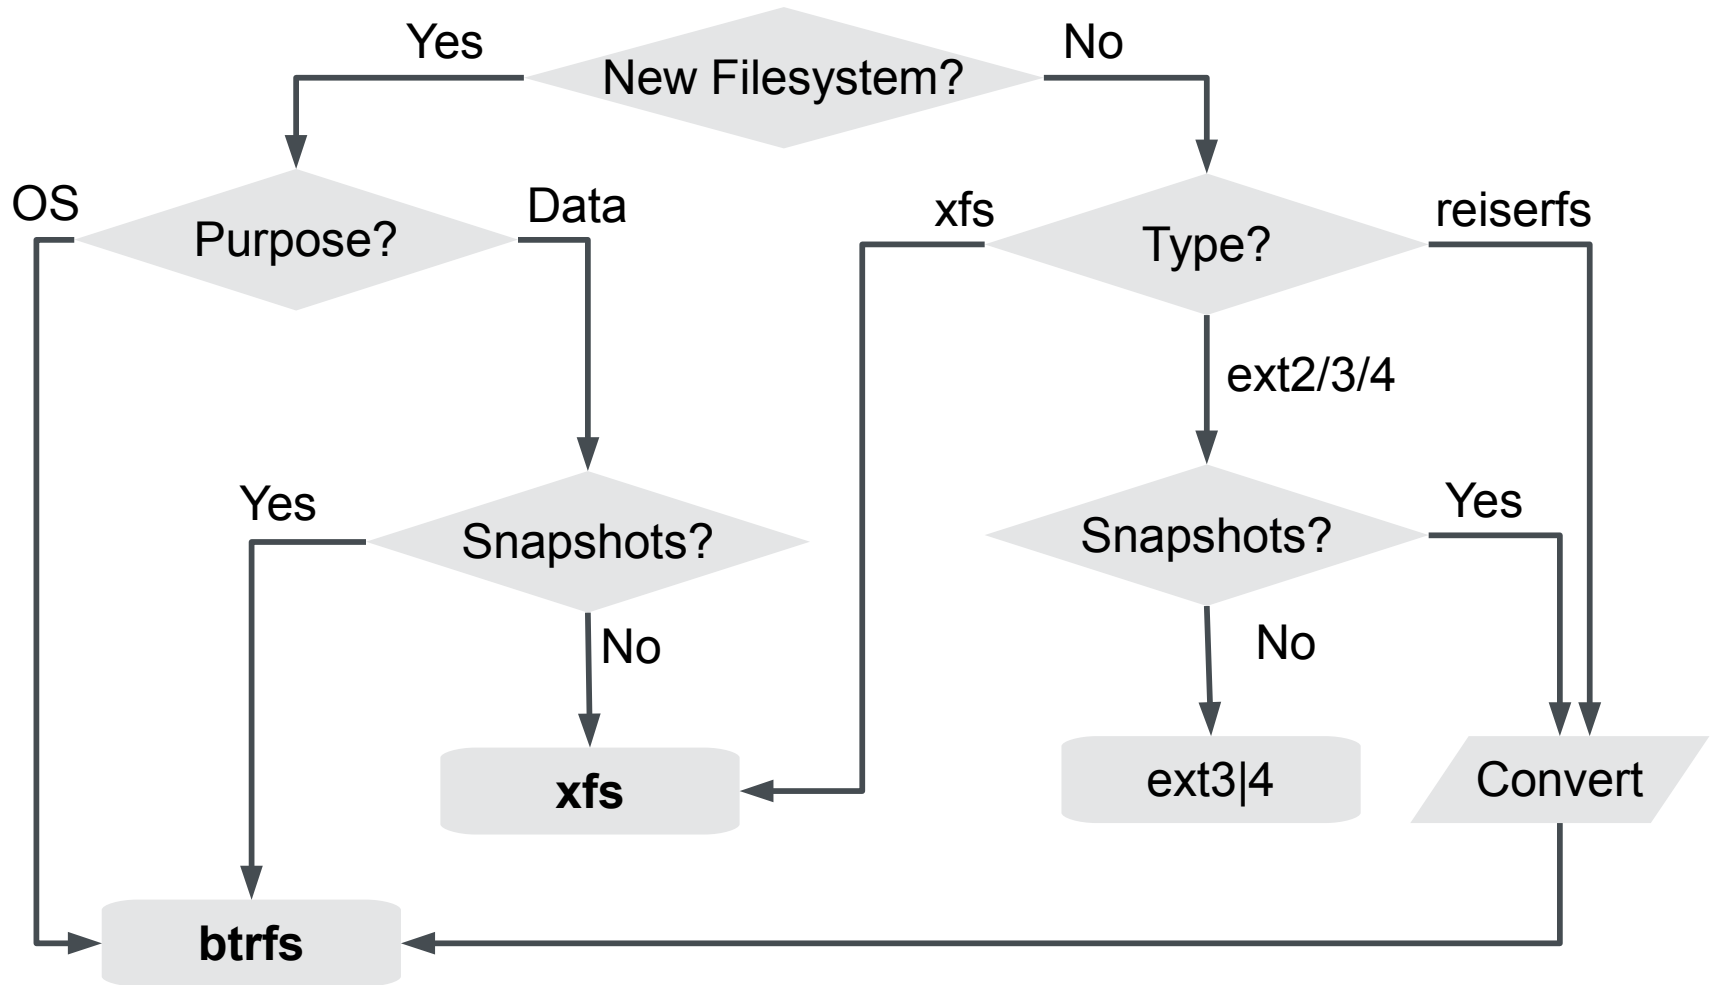 Yes
No
New Filesystem?
OS
Data
Purpose?
xfs
reiserfs
Type?
ext2/3/4
Yes
Snapshots?
Yes
Snapshots?
No
No
xfs
ext3|4
Convert
btrfs